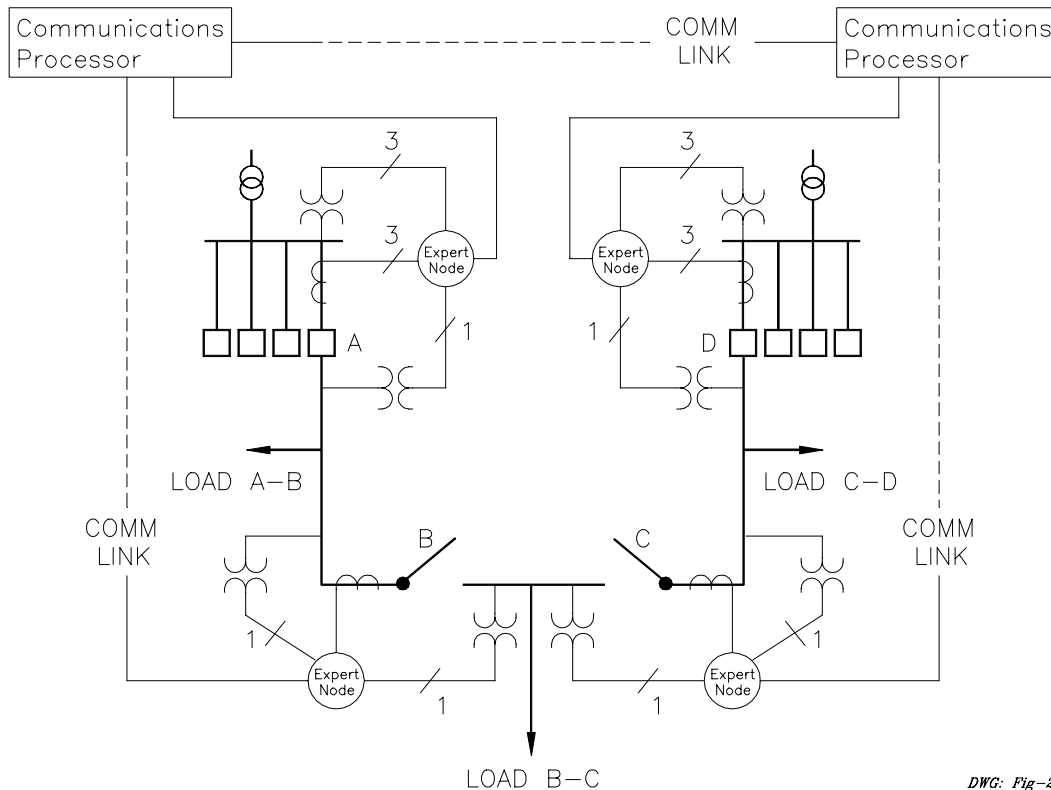 Communications
Processor
COMM
LINK
Communications
Processor
3
3
3
3
Expert
Node
Expert
Node
1
1
A
D
LOAD A-B
LOAD C-D
COMM
LINK
B
C
COMM
LINK
1
1
Expert
Node
Expert
Node
1
1
LOAD B-C